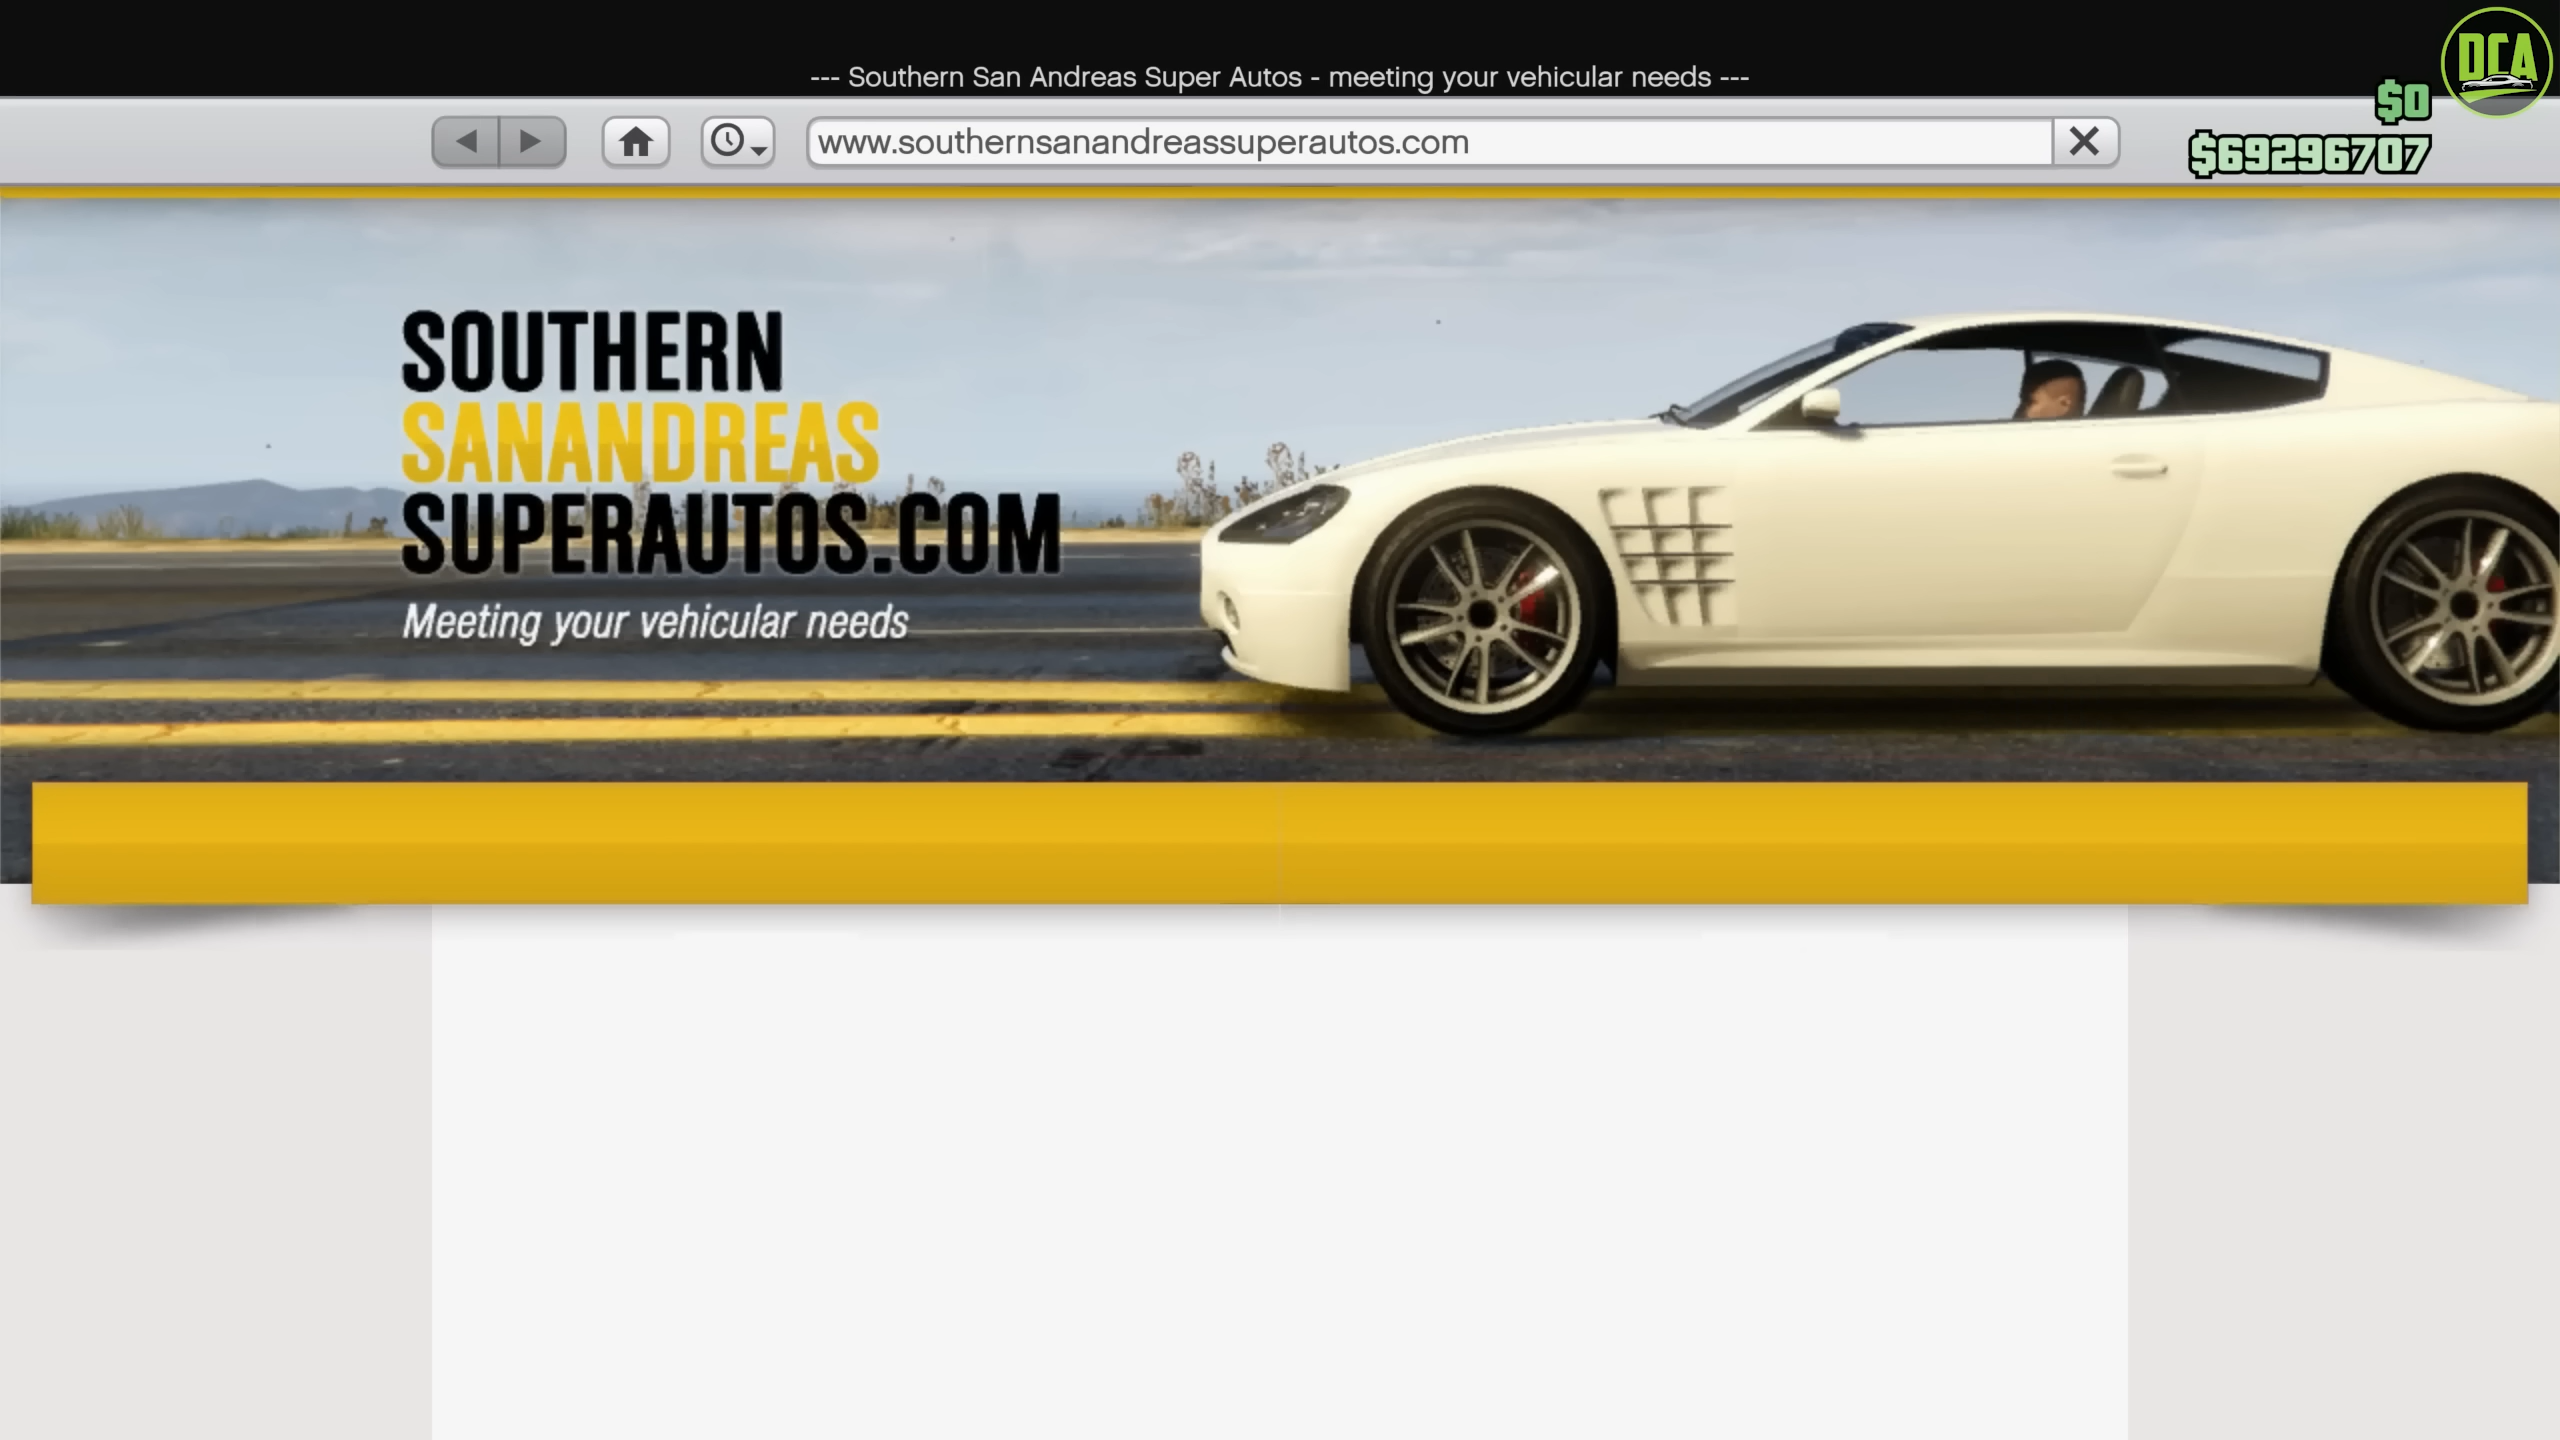 --- Southern San Andreas Super Autos - meeting your vehicular needs ---
DCA
$0
www.southernsanandreassuperautos.com
$69296707
SOUTHERN
SANANDREAS
SUPERAUTOS.COM
Meeting your vehicular needs